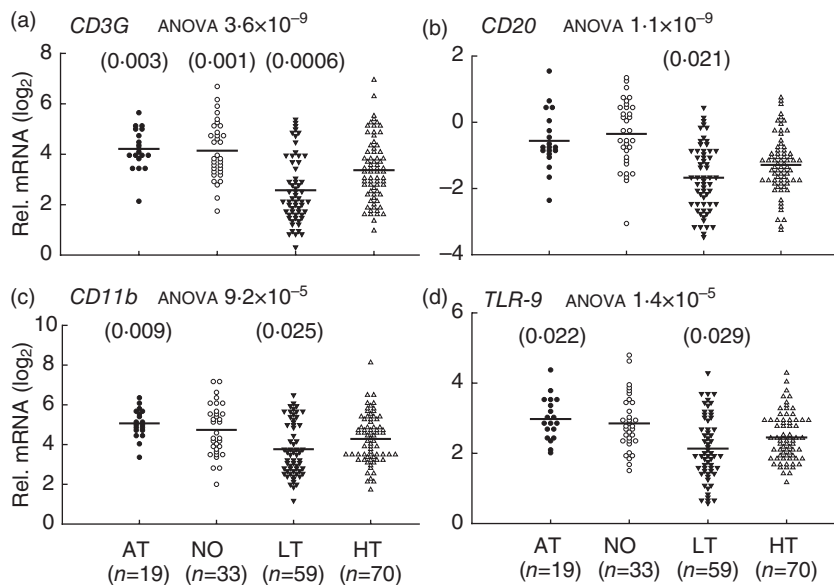 (a) CD3G ANOVA 3·6×10⁻⁹
(0·003) (0·001) (0·0006)
Rel. mRNA (log₂)
8
6
4
2
0
(b) CD20 ANOVA 1·1×10⁻⁹
(0·021)
2
0
−2
−4
(c) CD11b ANOVA 9·2×10⁻⁵
(0·009) (0·025)
Rel. mRNA (log₂)
10
8
6
4
2
0
AT NO LT HT
(n=19) (n=33) (n=59) (n=70)
(d) TLR-9 ANOVA 1·4×10⁻⁵
(0·022) (0·029)
6
4
2
0
AT NO LT HT
(n=19) (n=33) (n=59) (n=70)